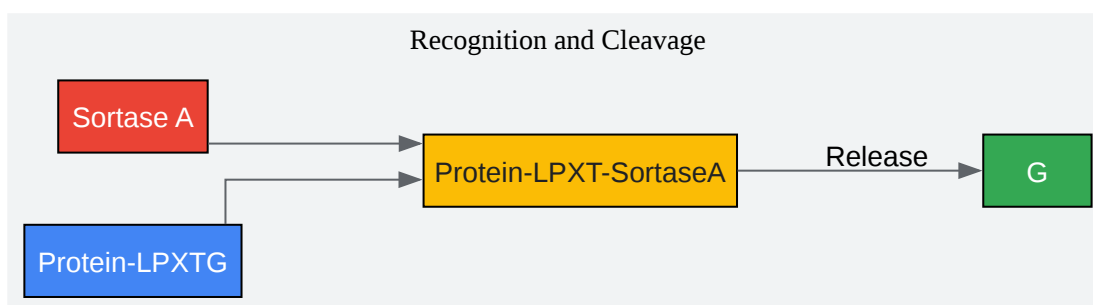 Recognition and Cleavage
Sortase A
Protein-LPXTG
Protein-LPXT-SortaseA
Release
G